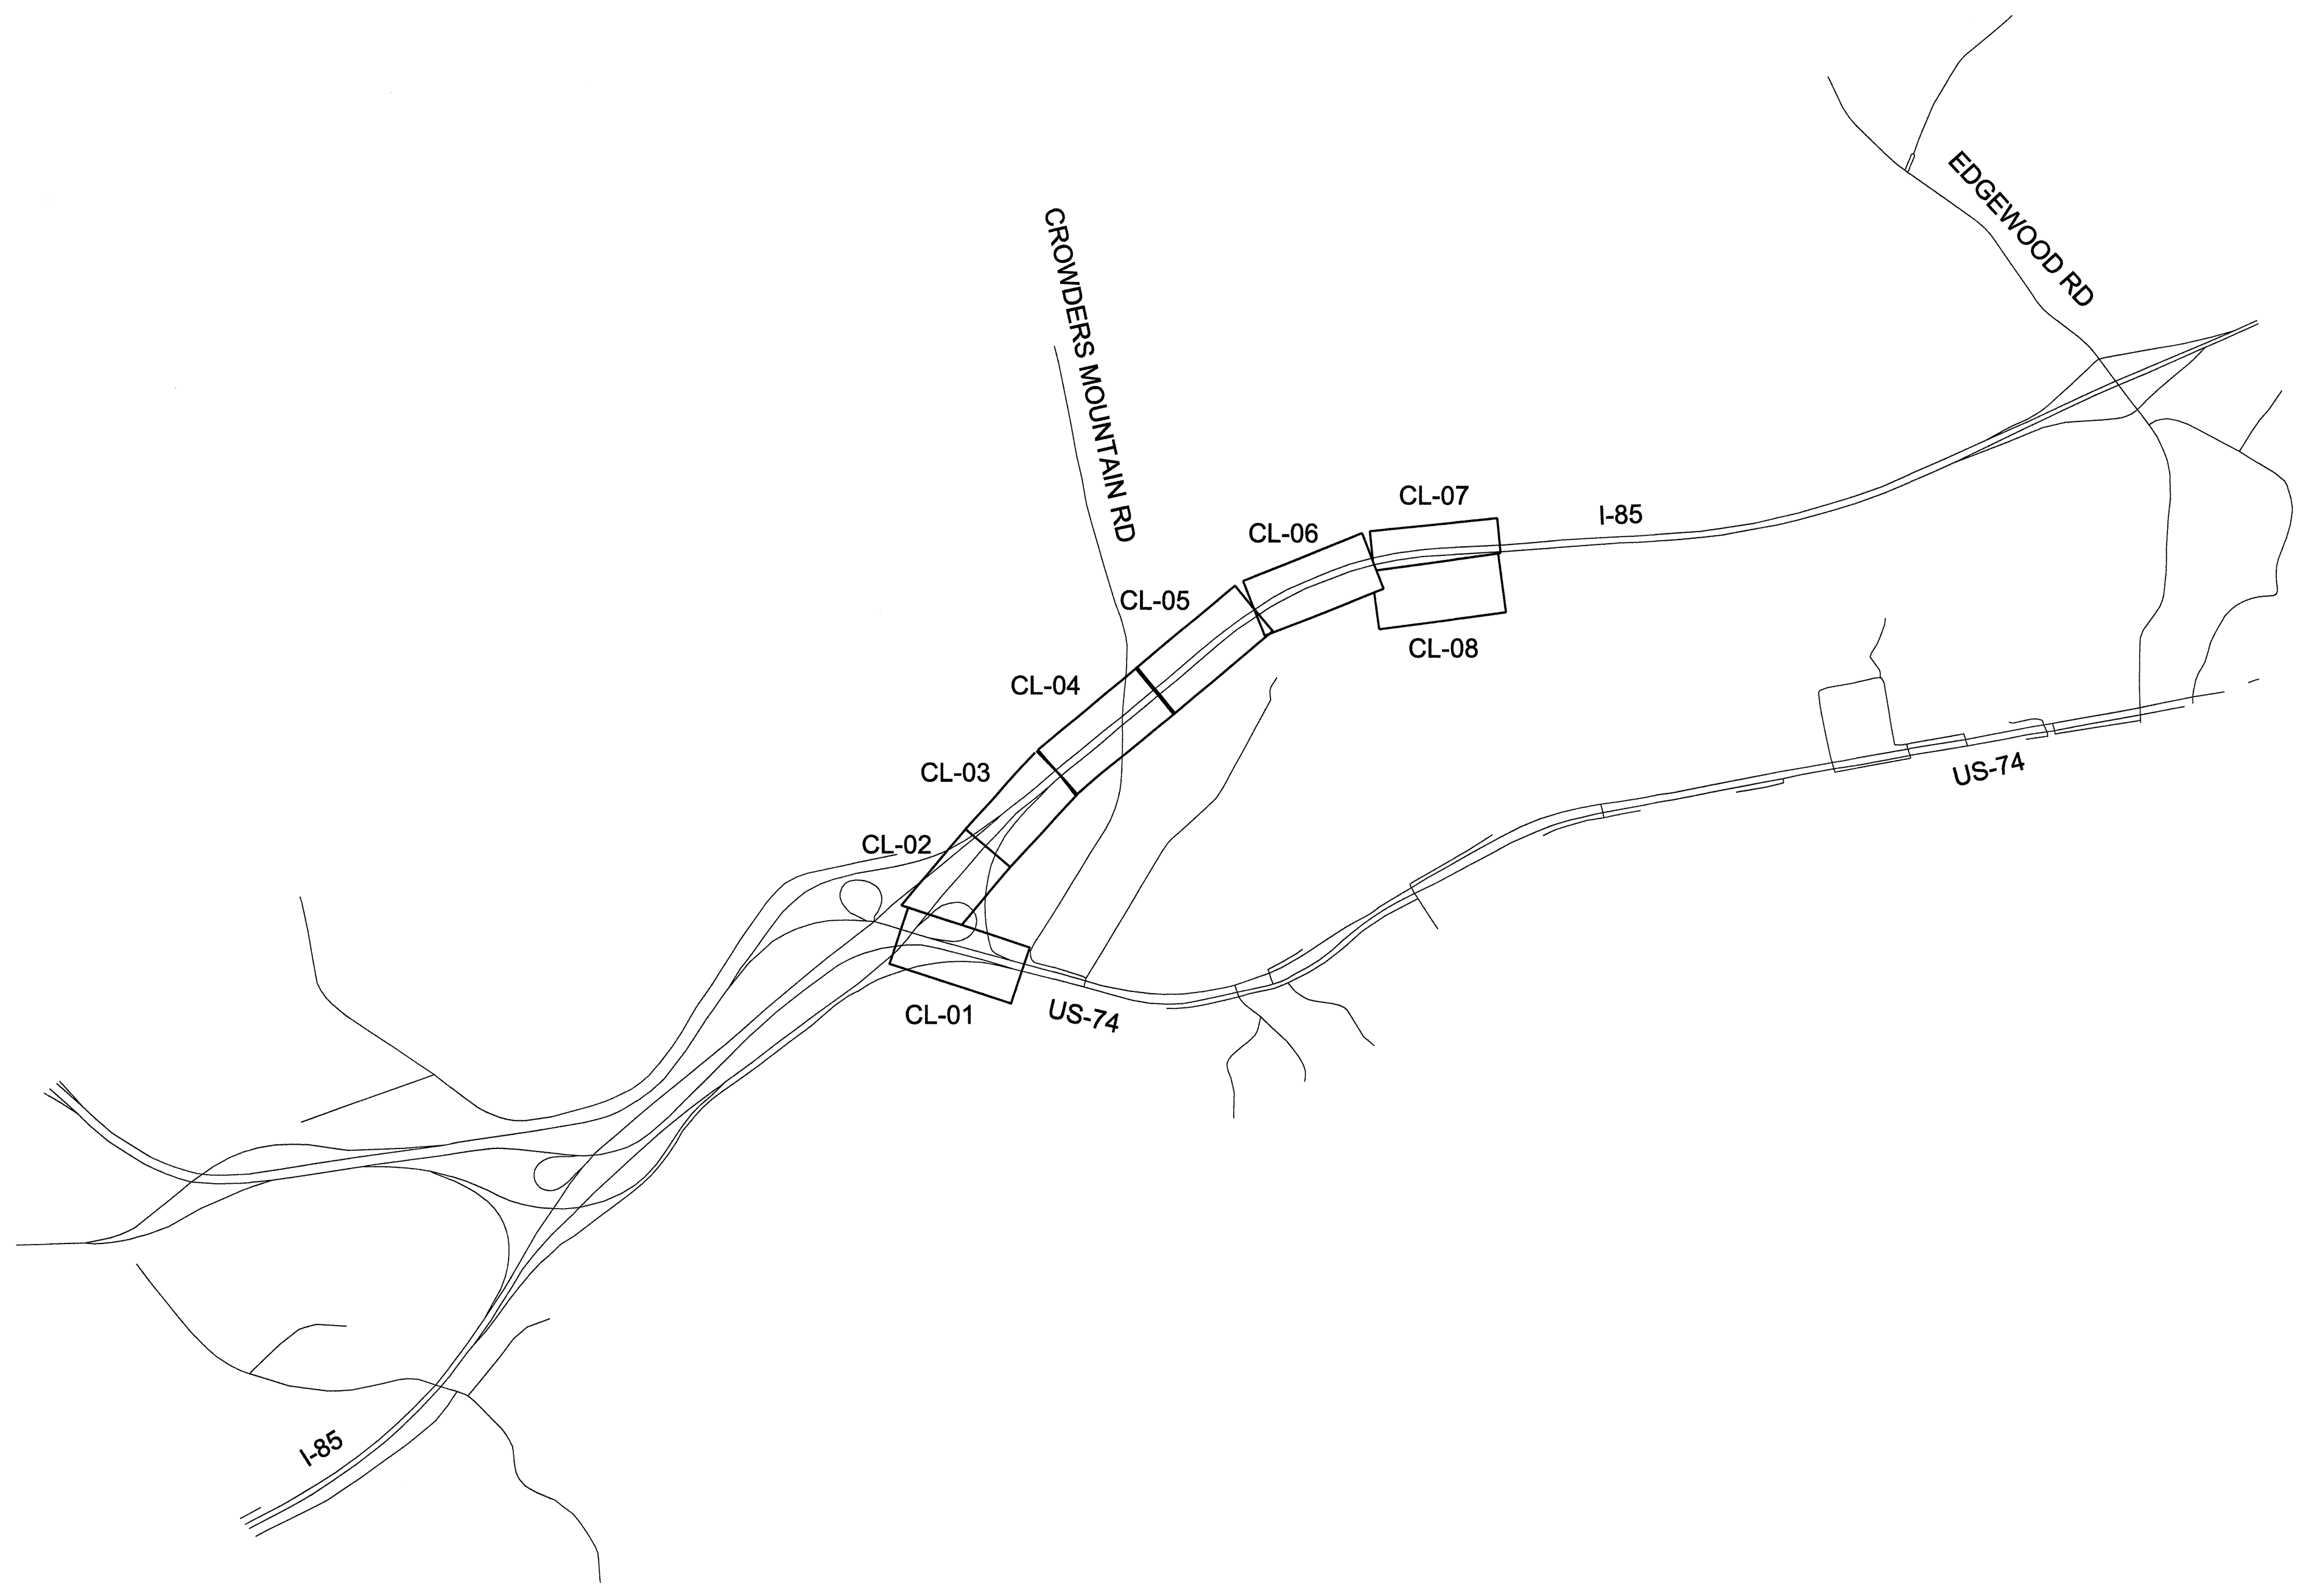 EDGEWOOD RD
CROWDERS MOUNTAIN RD
CL-07
I-85
CL-06
CL-05
CL-08
CL-04
CL-03
US-74
CL-02
CL-01
US-74
I-85